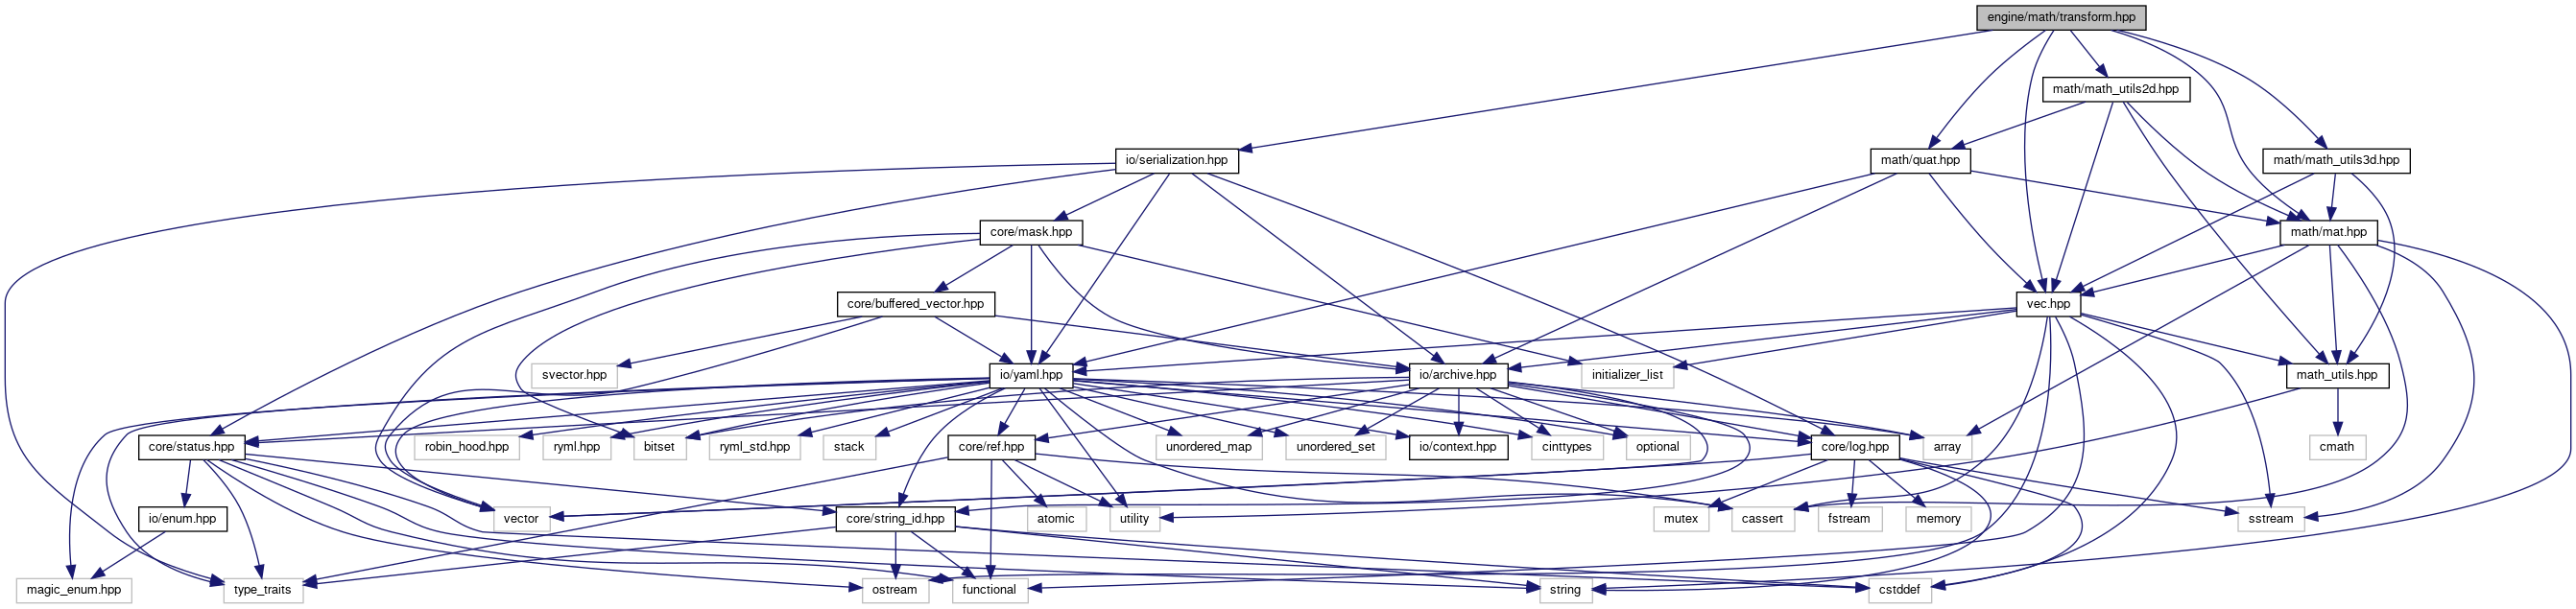 engine/math/transform.hpp
math/math_utils2d.hpp
io/serialization.hpp
math/quat.hpp
math/math_utils3d.hpp
core/mask.hpp
math/mat.hpp
core/buffered_vector.hpp
vec.hpp
svector.hpp
io/yaml.hpp
io/archive.hpp
initializer_list
math_utils.hpp
core/status.hpp
robin_hood.hpp
ryml.hpp
bitset
ryml_std.hpp
stack
core/ref.hpp
unordered_map
unordered_set
io/context.hpp
cinttypes
optional
core/log.hpp
array
cmath
io/enum.hpp
vector
core/string_id.hpp
atomic
utility
mutex
cassert
fstream
memory
sstream
magic_enum.hpp
type_traits
ostream
functional
string
cstddef